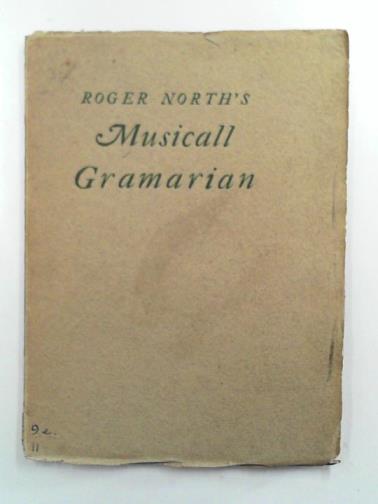 ROGER NORTH'S
Musicall
Gramarian
9e.
11